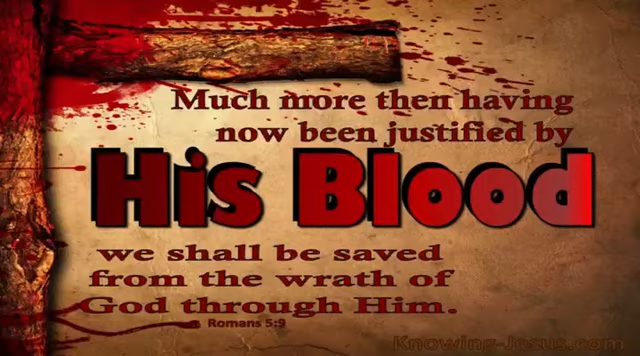 Much more then having
now been justified by
His Blood
we shall be saved
from the wrath of
God through Him.
Romans 5:9
Knowing-Jesus.com